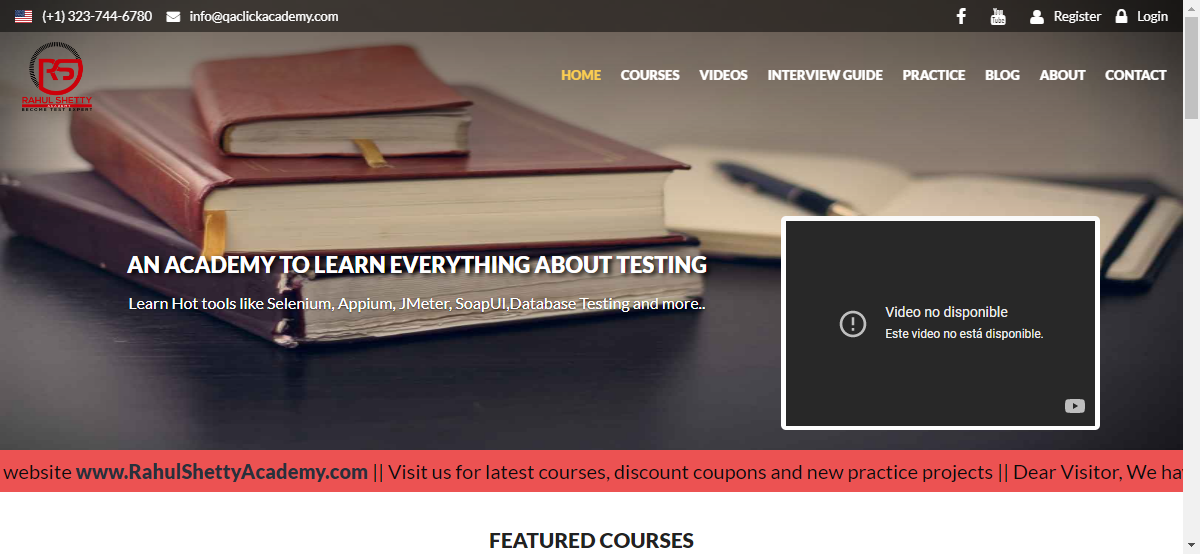 (+1) 323-744-6780 info@qaclickacademy.com Register Login
RS
RAHUL SHETTY
ACADEMY
BECOME TEST EXPERT
HOME COURSES VIDEOS INTERVIEW GUIDE PRACTICE BLOG ABOUT CONTACT
AN ACADEMY TO LEARN EVERYTHING ABOUT TESTING
Learn Hot tools like Selenium, Appium, JMeter, SoapUI,Database Testing and more..
Video no disponible
Este video no está disponible.
website www.RahulShettyAcademy.com || Visit us for latest courses, discount coupons and new practice projects || Dear Visitor, We ha
FEATURED COURSES